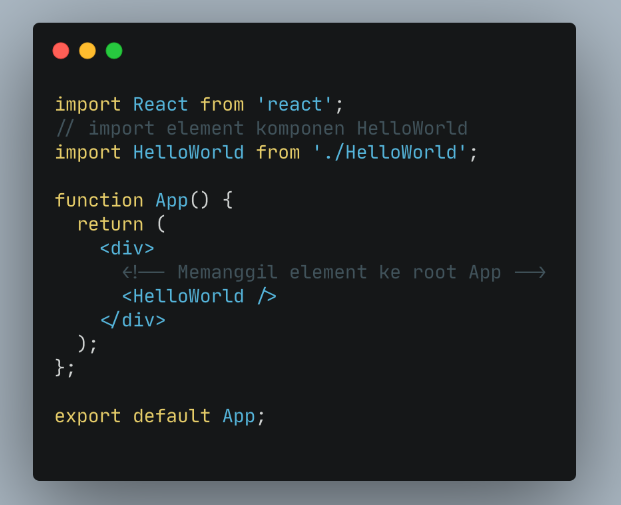 import React from 'react';
// import element komponen HelloWorld
import HelloWorld from './HelloWorld';
function App() {
return (
<div>
<!-- Memanggil element ke root App -->
<HelloWorld />
</div>
);
};
export default App;